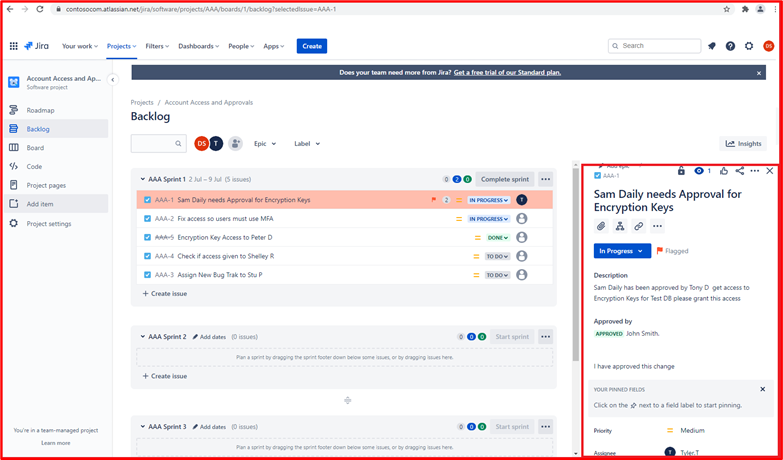 contosocom.atlassian.net/jira/software/projects/AAA/boards/1/backlog?selectedIssue=AAA-1
Jira Your work Projects Filters Dashboards People Apps Create Search DS
Does your team need more from Jira? Get a free trial of our Standard plan.
Account Access and Ap...
Software project
Roadmap
Backlog
Board
Code
Project pages
Add item
Project settings
You're in a team-managed project
Learn more
Projects / Account Access and Approvals
Backlog
DS T Epic Label Insights
AAA Sprint 1 2 Jul – 9 Jul (5 issues) 0 2 0 Complete sprint
AAA-1 Sam Daily needs Approval for Encryption Keys 2 IN PROGRESS T
AAA-2 Fix access so users must use MFA IN PROGRESS
AAA-5 Encryption Key Access to Peter D DONE
AAA-4 Check if access given to Shelley R TO DO
AAA-3 Assign New Bug Trak to Stu P TO DO
+ Create issue
AAA Sprint 2 Add dates (0 issues) 0 0 0 Start sprint
Plan a sprint by dragging the sprint footer down below some issues, or by dragging issues here.
+ Create issue
AAA Sprint 3 Add dates (0 issues) 0 0 0 Start sprint
Plan a sprint by dragging the sprint footer down below some issues, or by dragging issues here.
Add epic
AAA-1 1
Sam Daily needs Approval for
Encryption Keys
In Progress Flagged
Description
Sam Daily has been approved by Tony D get access to
Encryption Keys for Test DB please grant this access
Approved by
APPROVED John Smith.
I have approved this change
YOUR PINNED FIELDS
Click on the next to a field label to start pinning.
Priority Medium
Assignee T Tyler.T